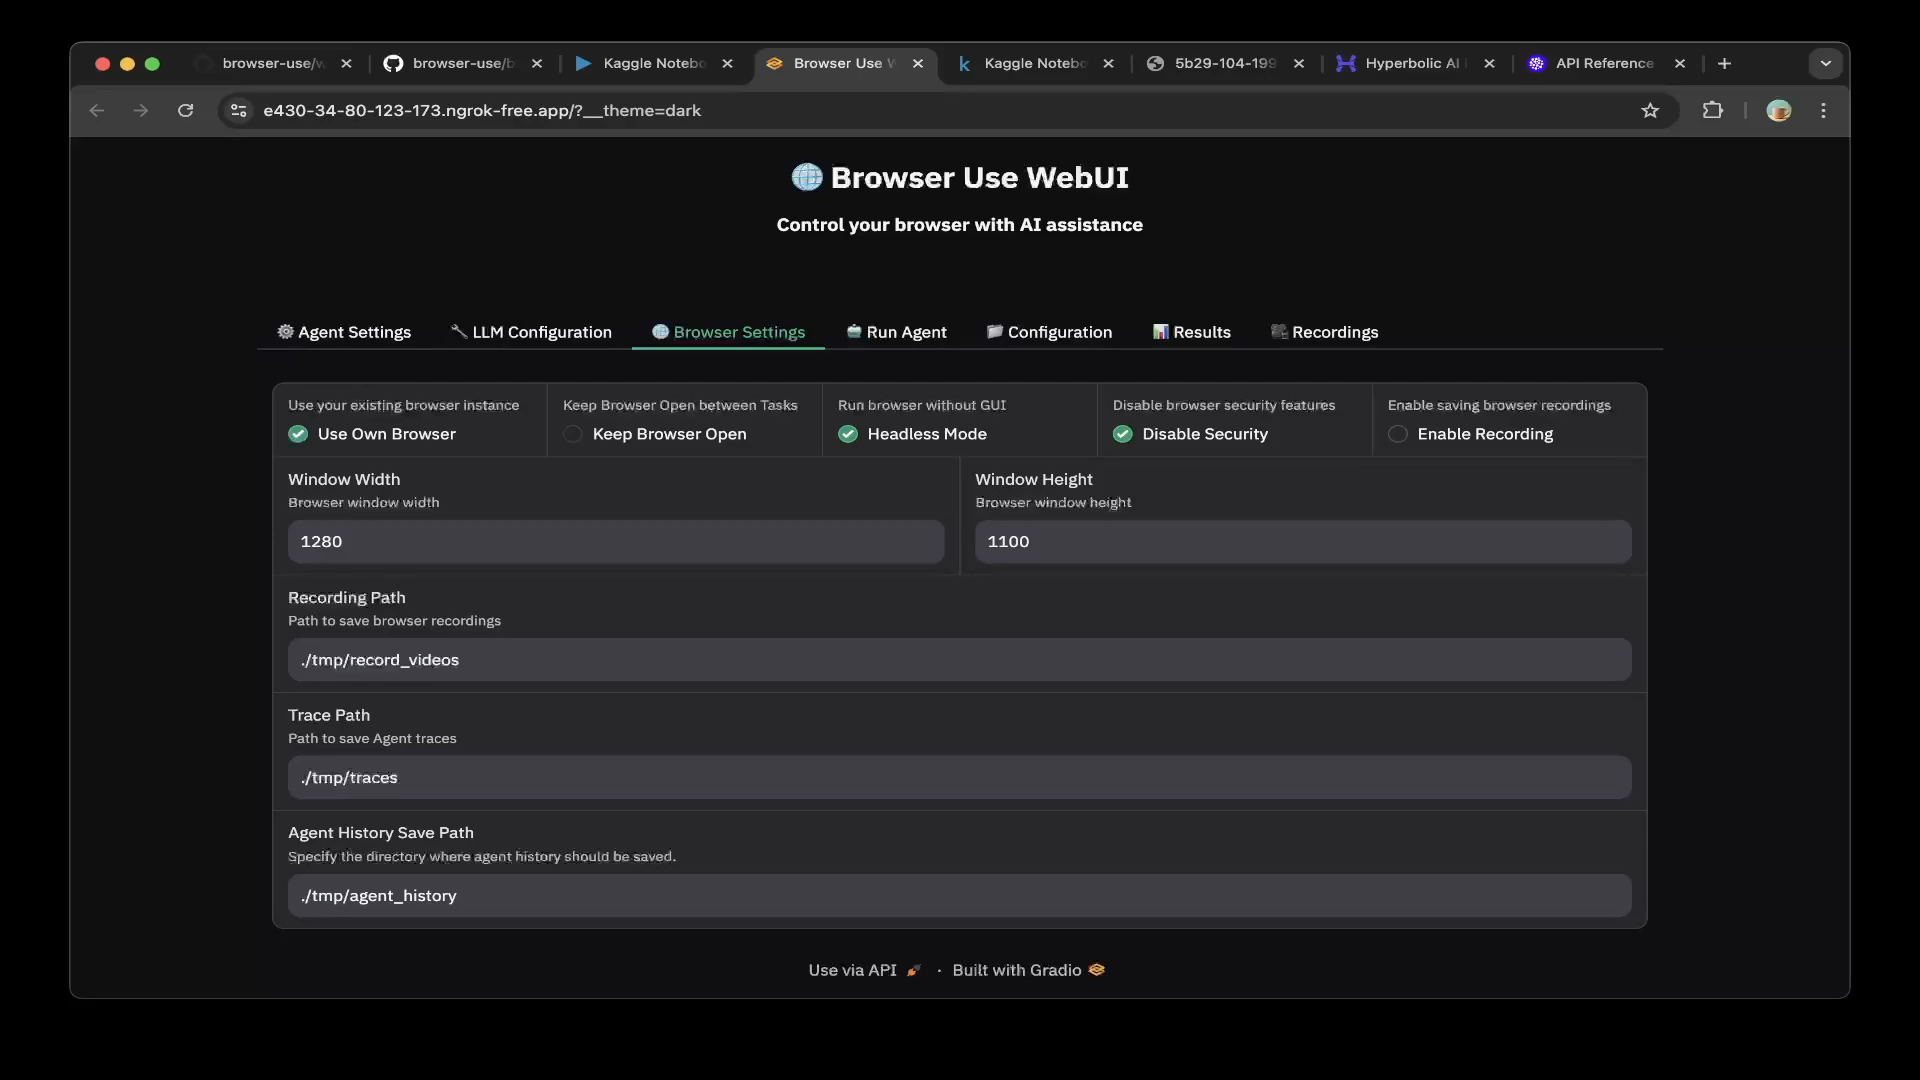 browser-use/w
browser-use/b
Kaggle Notebo
Browser Use W
Kaggle Notebo
5b29-104-199
Hyperbolic AI
API Reference
e430-34-80-123-173.ngrok-free.app/?__theme=dark
Browser Use WebUI
Control your browser with AI assistance
Agent Settings
LLM Configuration
Browser Settings
Run Agent
Configuration
Results
Recordings
Use your existing browser instance
Use Own Browser
Keep Browser Open between Tasks
Keep Browser Open
Run browser without GUI
Headless Mode
Disable browser security features
Disable Security
Enable saving browser recordings
Enable Recording
Window Width
Browser window width
1280
Window Height
Browser window height
1100
Recording Path
Path to save browser recordings
./tmp/record_videos
Trace Path
Path to save Agent traces
./tmp/traces
Agent History Save Path
Specify the directory where agent history should be saved.
./tmp/agent_history
Use via API · Built with Gradio